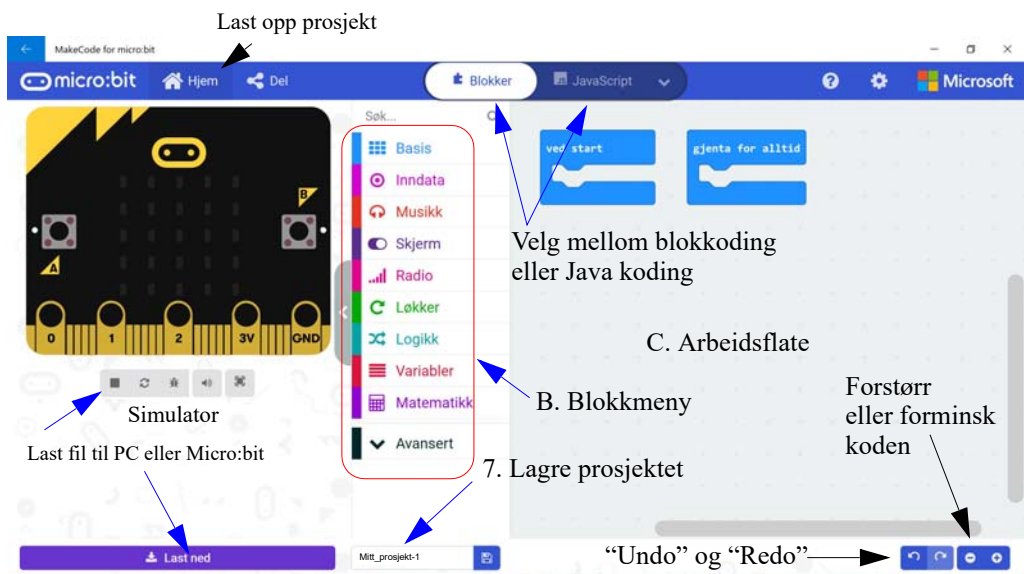 Last opp prosjekt
MakeCode for micro:bit
micro:bit
Hjem
Del
Blokker
JavaScript
Microsoft
Søk...
Basis
Inndata
Musikk
Skjerm
Radio
Løkker
Logikk
Variabler
Matematikk
Avansert
ved start
gjenta for alltid
B
A
0
1
2
3V
GND
Velg mellom blokkoding
eller Java koding
C. Arbeidsflate
B. Blokkmeny
Forstørr
eller forminsk
koden
Simulator
Last fil til PC eller Micro:bit
7. Lagre prosjektet
Last ned
Mitt_prosjekt-1
“Undo” og “Redo”